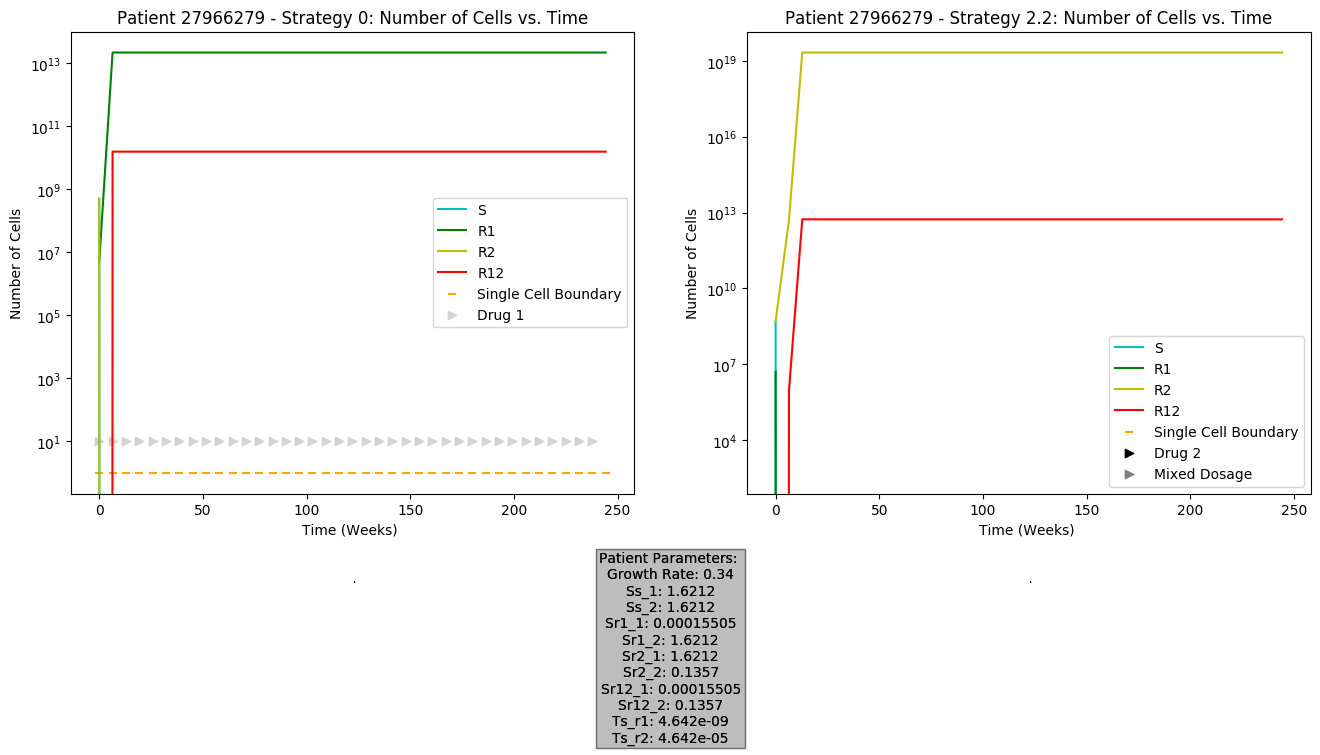 Patient 27966279 - Strategy 0: Number of Cells vs. Time
Number of Cells
10^13
10^11
10^9
10^7
10^5
10^3
10^1
S
R1
R2
R12
Single Cell Boundary
Drug 1
0
50
100
150
200
250
Time (Weeks)
.
Patient 27966279 - Strategy 2.2: Number of Cells vs. Time
Number of Cells
10^19
10^16
10^13
10^10
10^7
10^4
S
R1
R2
R12
Single Cell Boundary
Drug 2
Mixed Dosage
0
50
100
150
200
250
Time (Weeks)
.
Patient Parameters:
Growth Rate: 0.34
Ss_1: 1.6212
Ss_2: 1.6212
Sr1_1: 0.00015505
Sr1_2: 1.6212
Sr2_1: 1.6212
Sr2_2: 0.1357
Sr12_1: 0.00015505
Sr12_2: 0.1357
Ts_r1: 4.642e-09
Ts_r2: 4.642e-05